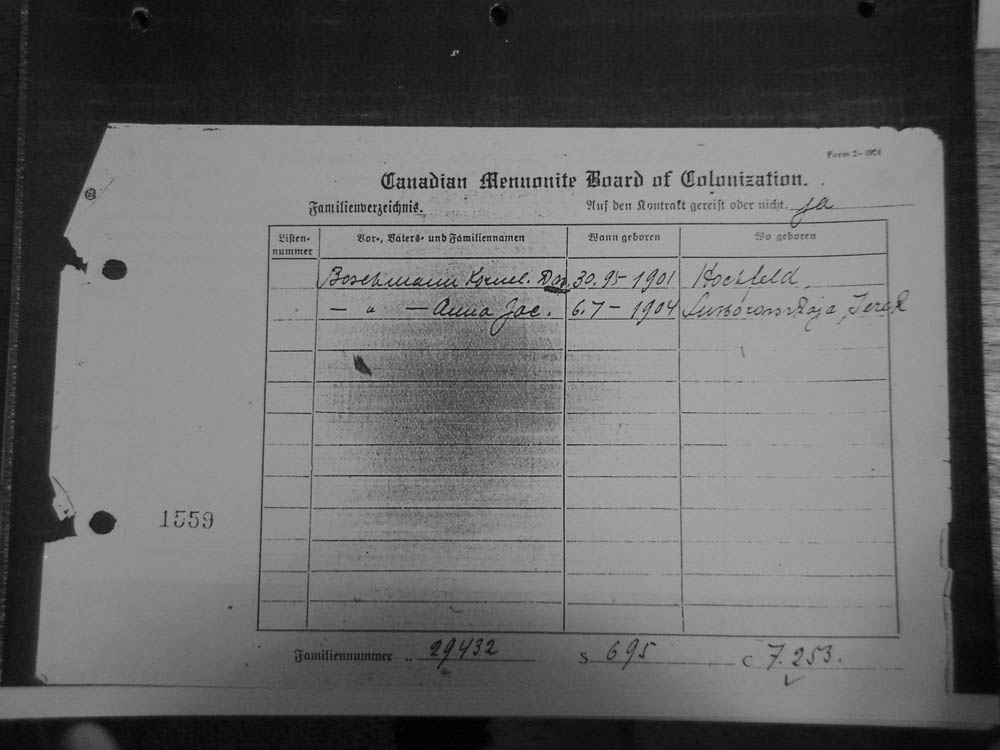 Form 2-1924
Canadian Mennonite Board of Colonization.
Familienverzeichnis.
Auf den Kontrakt gereist oder nicht. ja
Listen-nummer Vor-, Vaters- und Familiennamen Wann geboren Wo geboren
Boschmann Kornel. 1901 Hochfeld,
— " — Anna Jac. 6.7 - 1904 Terek
1559
Familiennummer .. 29432 S 695 C 7.253.